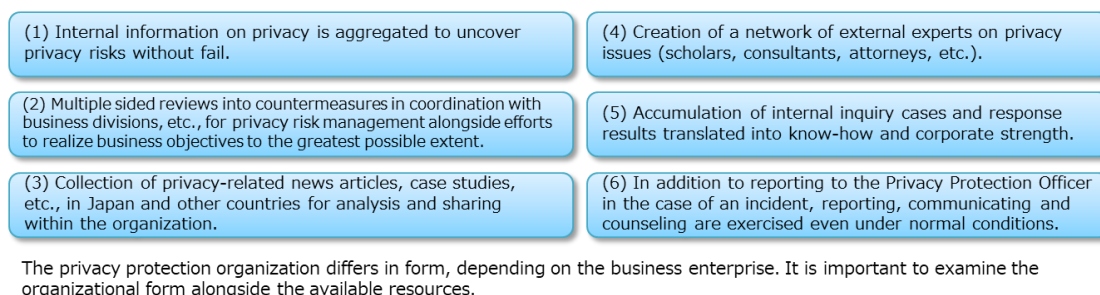 (1) Internal information on privacy is aggregated to uncover
privacy risks without fail.
(2) Multiple sided reviews into countermeasures in coordination with
business divisions, etc., for privacy risk management alongside efforts
to realize business objectives to the greatest possible extent.
(3) Collection of privacy-related news articles, case studies,
etc., in Japan and other countries for analysis and sharing
within the organization.
(4) Creation of a network of external experts on privacy
issues (scholars, consultants, attorneys, etc.).
(5) Accumulation of internal inquiry cases and response
results translated into know-how and corporate strength.
(6) In addition to reporting to the Privacy Protection Officer
in the case of an incident, reporting, communicating and
counseling are exercised even under normal conditions.
The privacy protection organization differs in form, depending on the business enterprise. It is important to examine the
organizational form alongside the available resources.